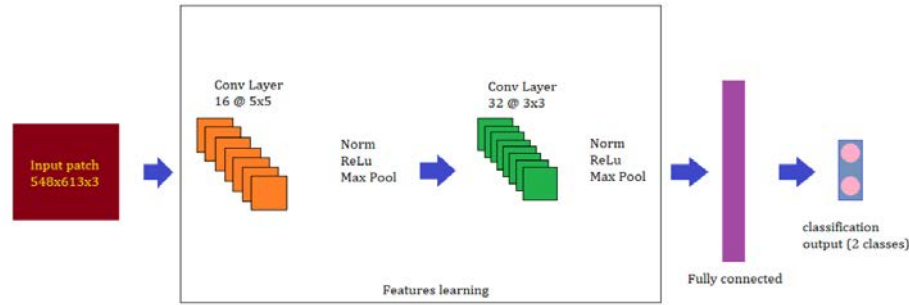 Input patch
548x613x3
Conv Layer
16 @ 5x5
Norm
ReLu
Max Pool
Conv Layer
32 @ 3x3
Norm
ReLu
Max Pool
Features learning
Fully connected
classification
output (2 classes)